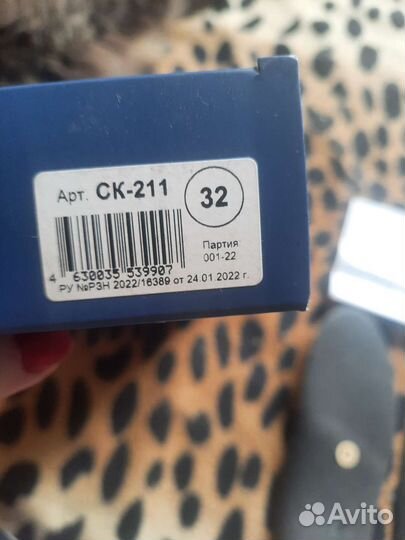 Арт. СК-211
32
Партия
001-22
4 630035 539907
РУ №РЗН 2022/16389 от 24.01 2022 г.
Avito